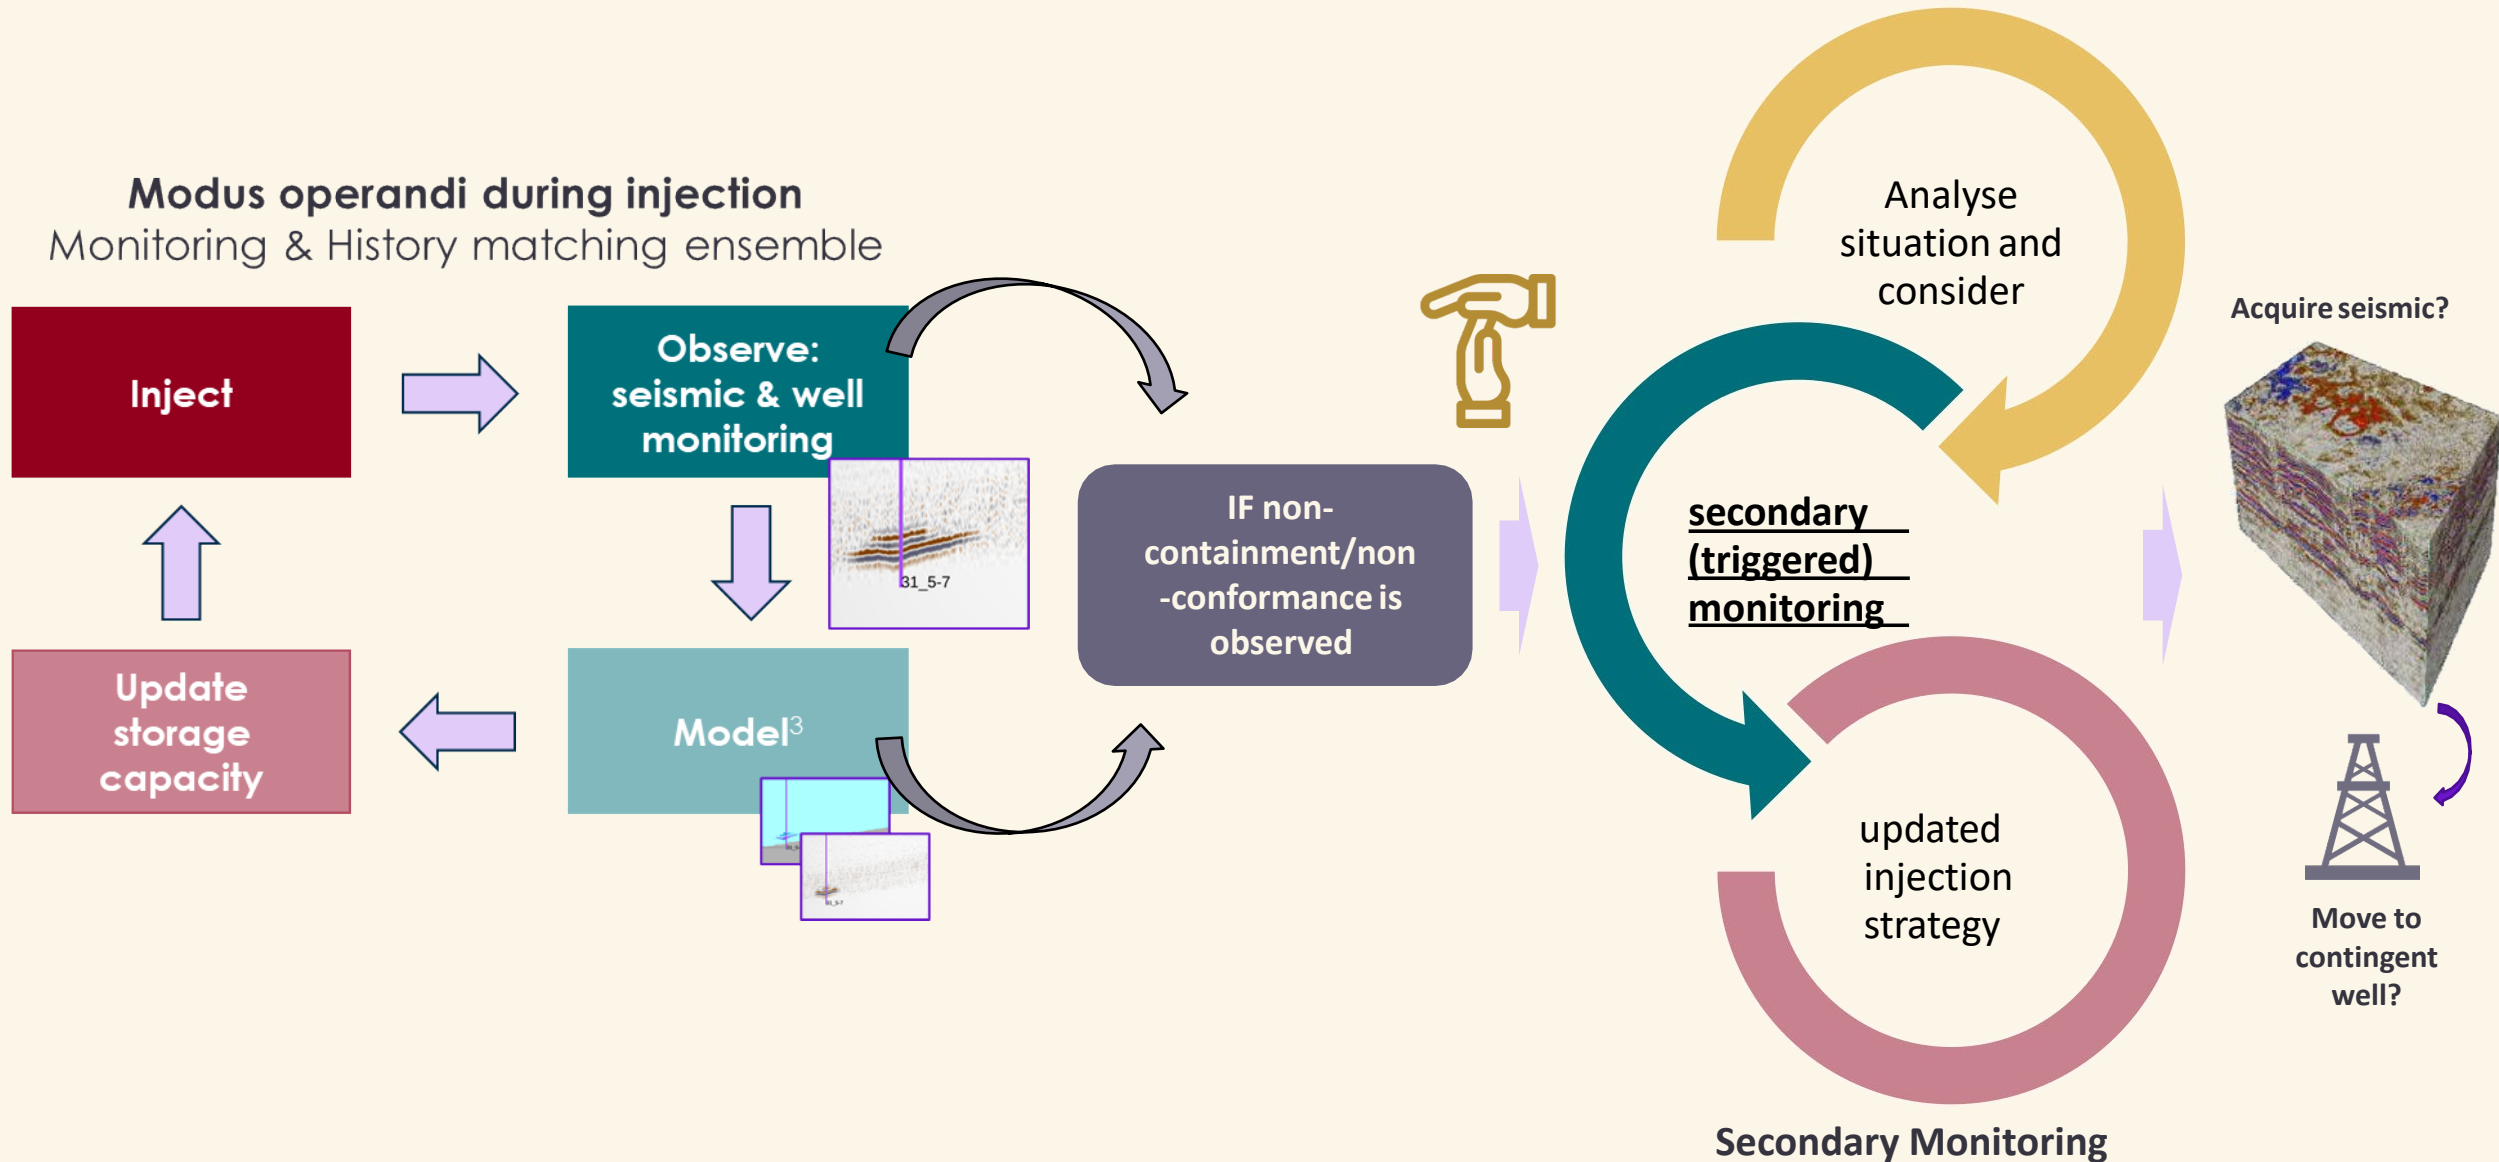 Modus operandi during injection
Monitoring & History matching ensemble
Inject
Observe:
seismic & well
monitoring
31_5-7
Update
storage
capacity
Model³
31_5-7
IF non-
containment/non
-conformance is
observed
Analyse
situation and
consider
secondary
(triggered)
monitoring
updated
injection
strategy
Secondary Monitoring
Acquire seismic?
Move to
contingent
well?